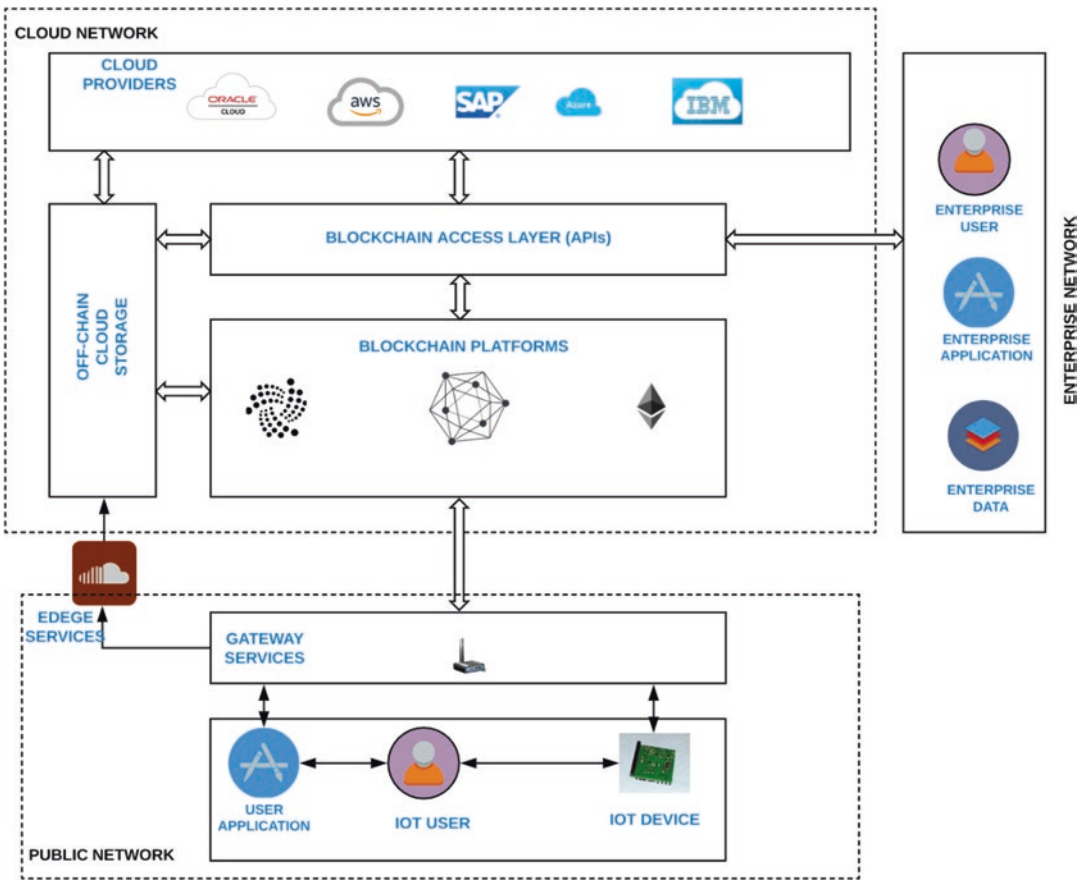 CLOUD NETWORK
CLOUD
PROVIDERS
ORACLE
CLOUD
aws
SAP
Azure
IBM
BLOCKCHAIN ACCESS LAYER (APIs)
OFF-CHAIN
CLOUD
STORAGE
BLOCKCHAIN PLATFORMS
ENTERPRISE
USER
ENTERPRISE
APPLICATION
ENTERPRISE
DATA
ENTERPRISE NETWORK
EDEGE
SERVICES
GATEWAY
SERVICES
USER
APPLICATION
IOT USER
IOT DEVICE
PUBLIC NETWORK